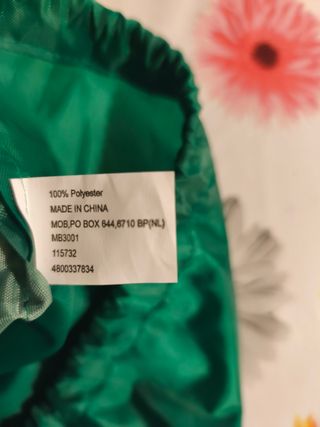 100% Polyester
MADE IN CHINA
MOB,PO BOX 644,6710 BP(NL)
MB3001
115732
4800337834